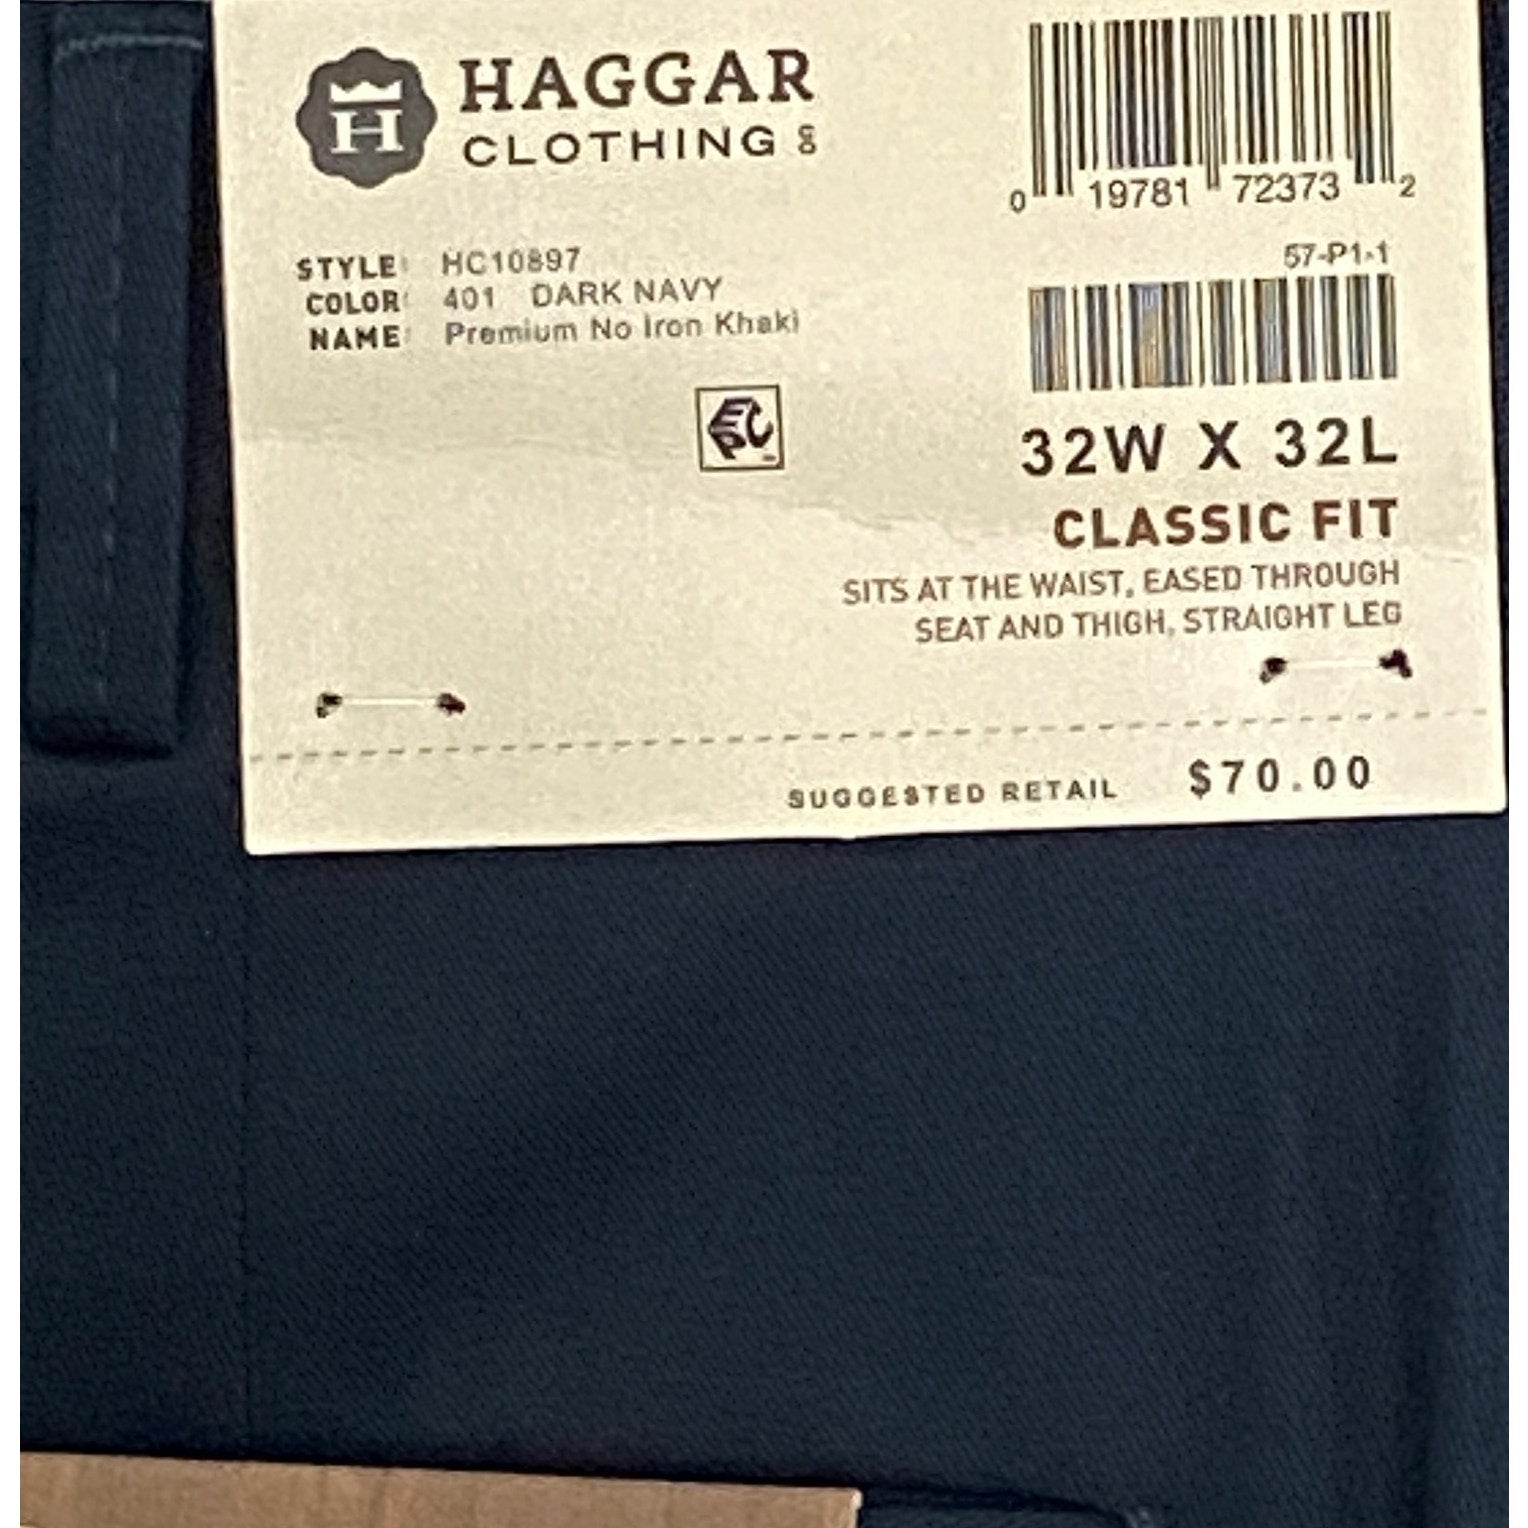 H
HAGGAR
CLOTHING CO
0 19781 72373 2
STYLE: HC10897
COLOR: 401 DARK NAVY
NAME: Premium No Iron Khaki
57-P1-1
EPC
32W X 32L
CLASSIC FIT
SITS AT THE WAIST, EASED THROUGH
SEAT AND THIGH, STRAIGHT LEG
SUGGESTED RETAIL $70.00